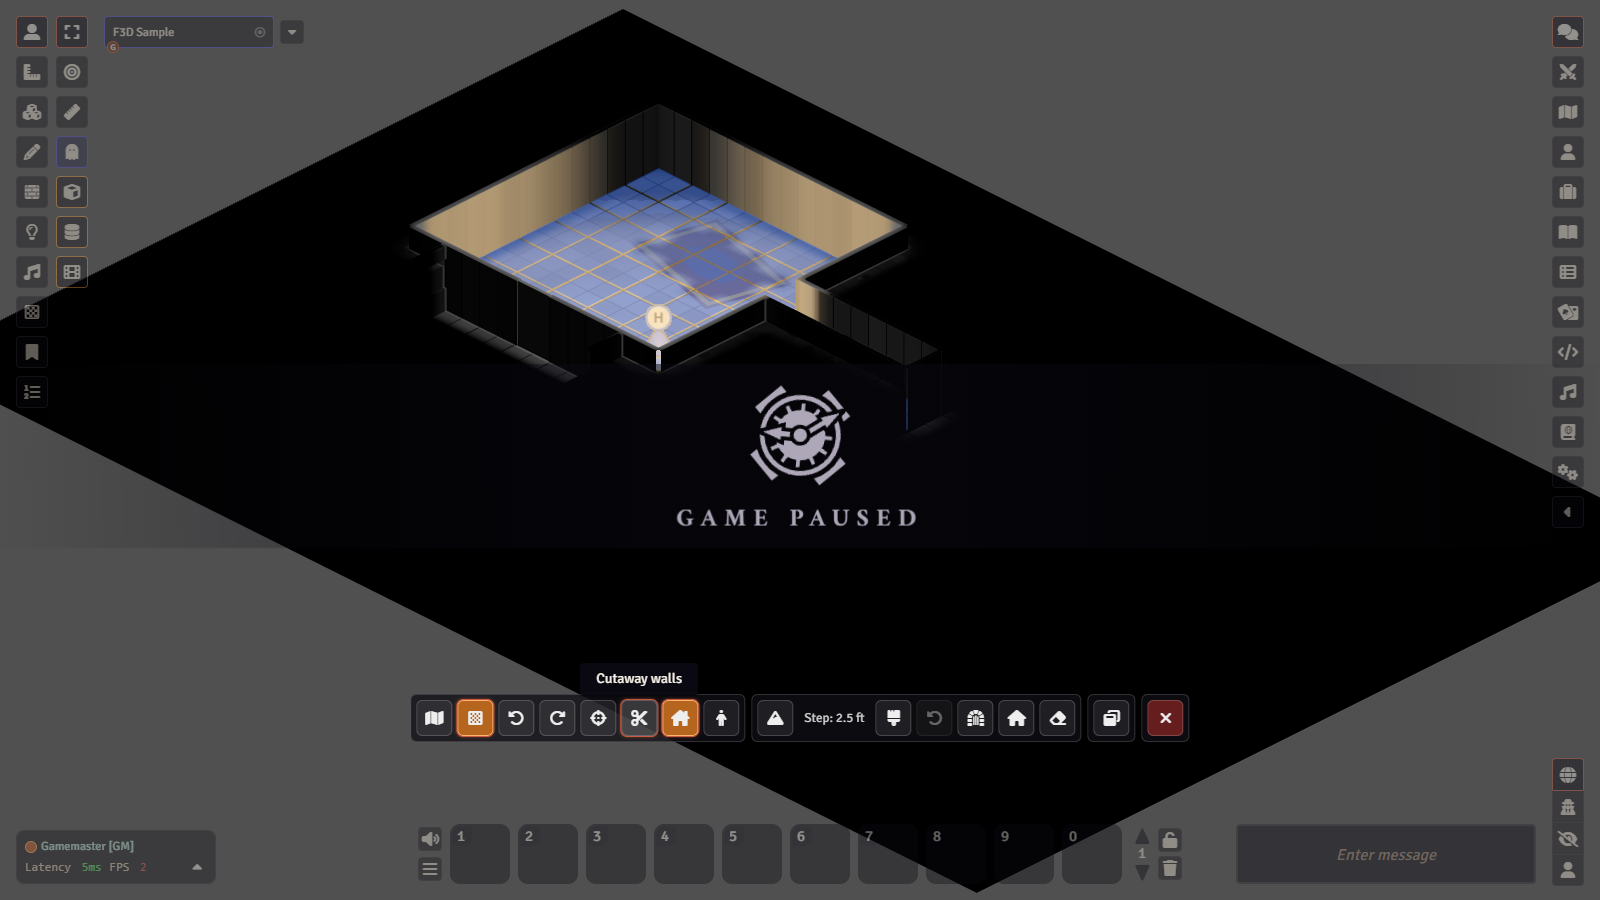 F3D Sample
G
H
GAME PAUSED
Cutaway walls
Step: 2.5 ft
Gamemaster [GM]
Latency 5ms FPS 2
1 2 3 4 5 6 7 8 9 0
1
Enter message